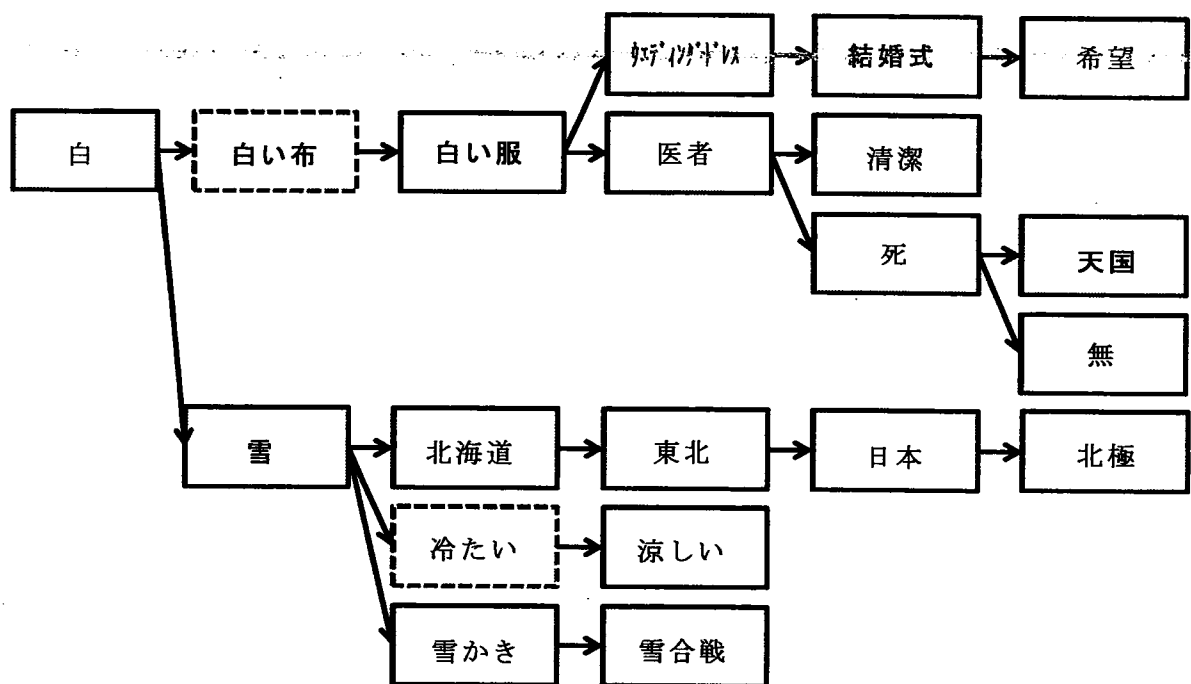 ウエディングドレス
結婚式
希望
白
白い布
白い服
医者
清潔
死
天国
無
雪
北海道
東北
日本
北極
冷たい
涼しい
雪かき
雪合戦